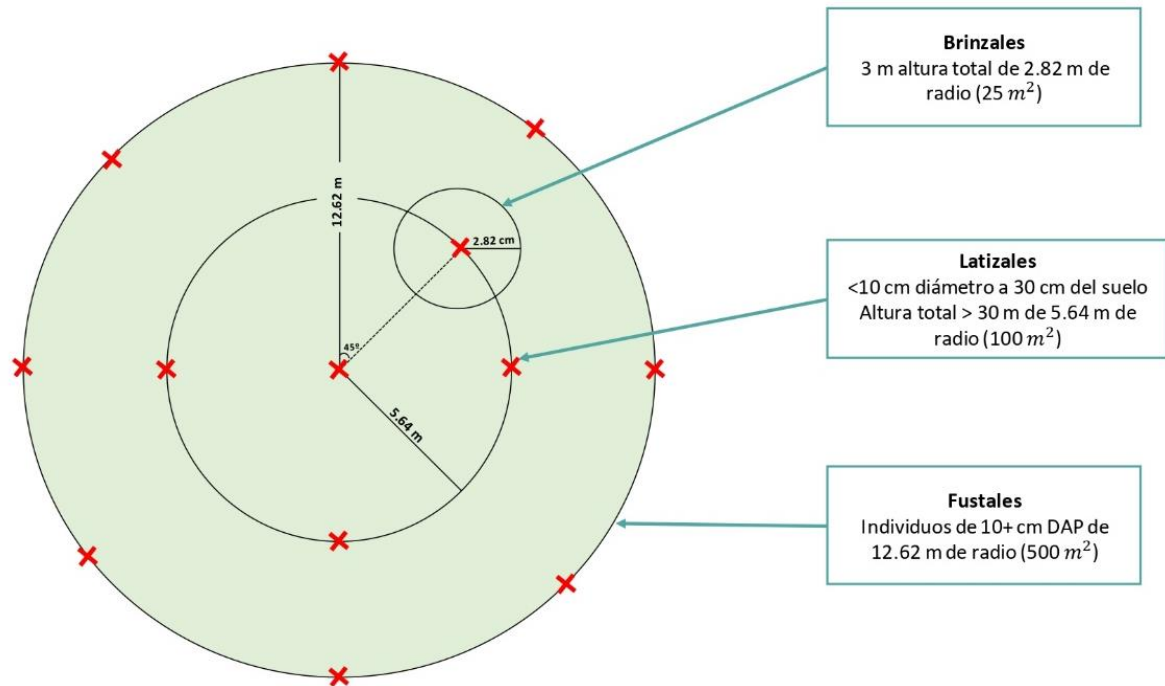 Brinzales
3 m altura total de 2.82 m de
radio (25 m²)
12.62 m
2.82 cm
45º
5.64 m
Latizales
<10 cm diámetro a 30 cm del suelo
Altura total > 30 m de 5.64 m de
radio (100 m²)
Fustales
Individuos de 10+ cm DAP de
12.62 m de radio (500 m²)